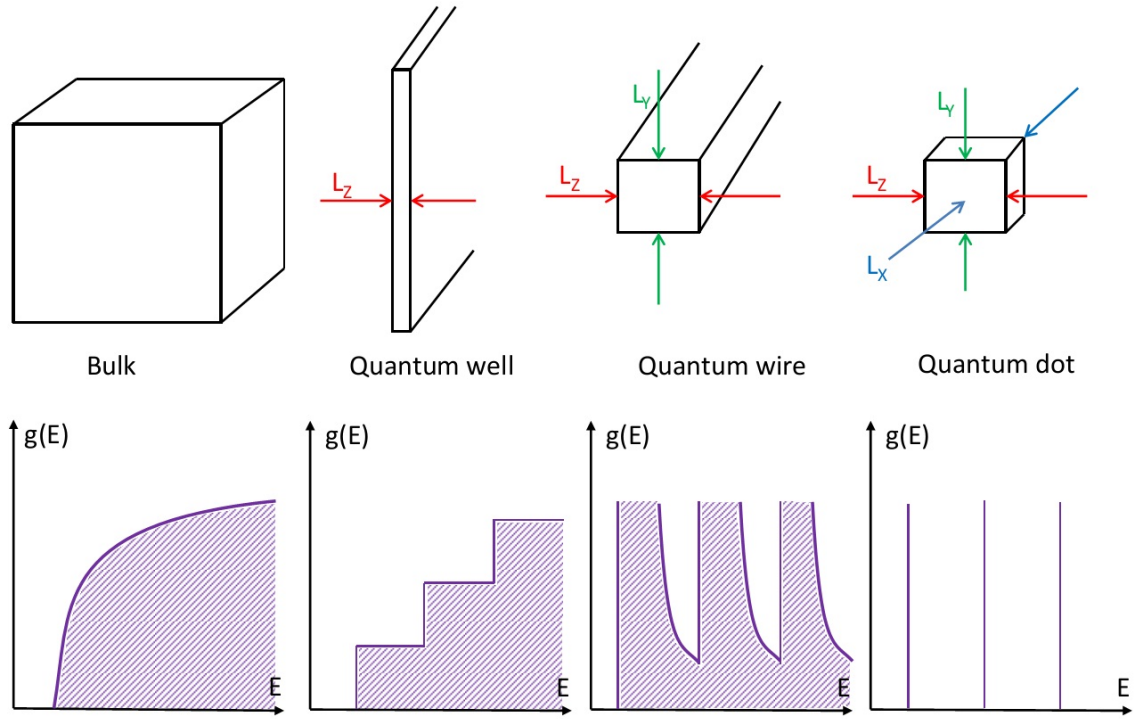 L_Z
L_Y
L_Z
L_Y
L_Z
L_X
Bulk
Quantum well
Quantum wire
Quantum dot
g(E)
g(E)
g(E)
g(E)
E
E
E
E